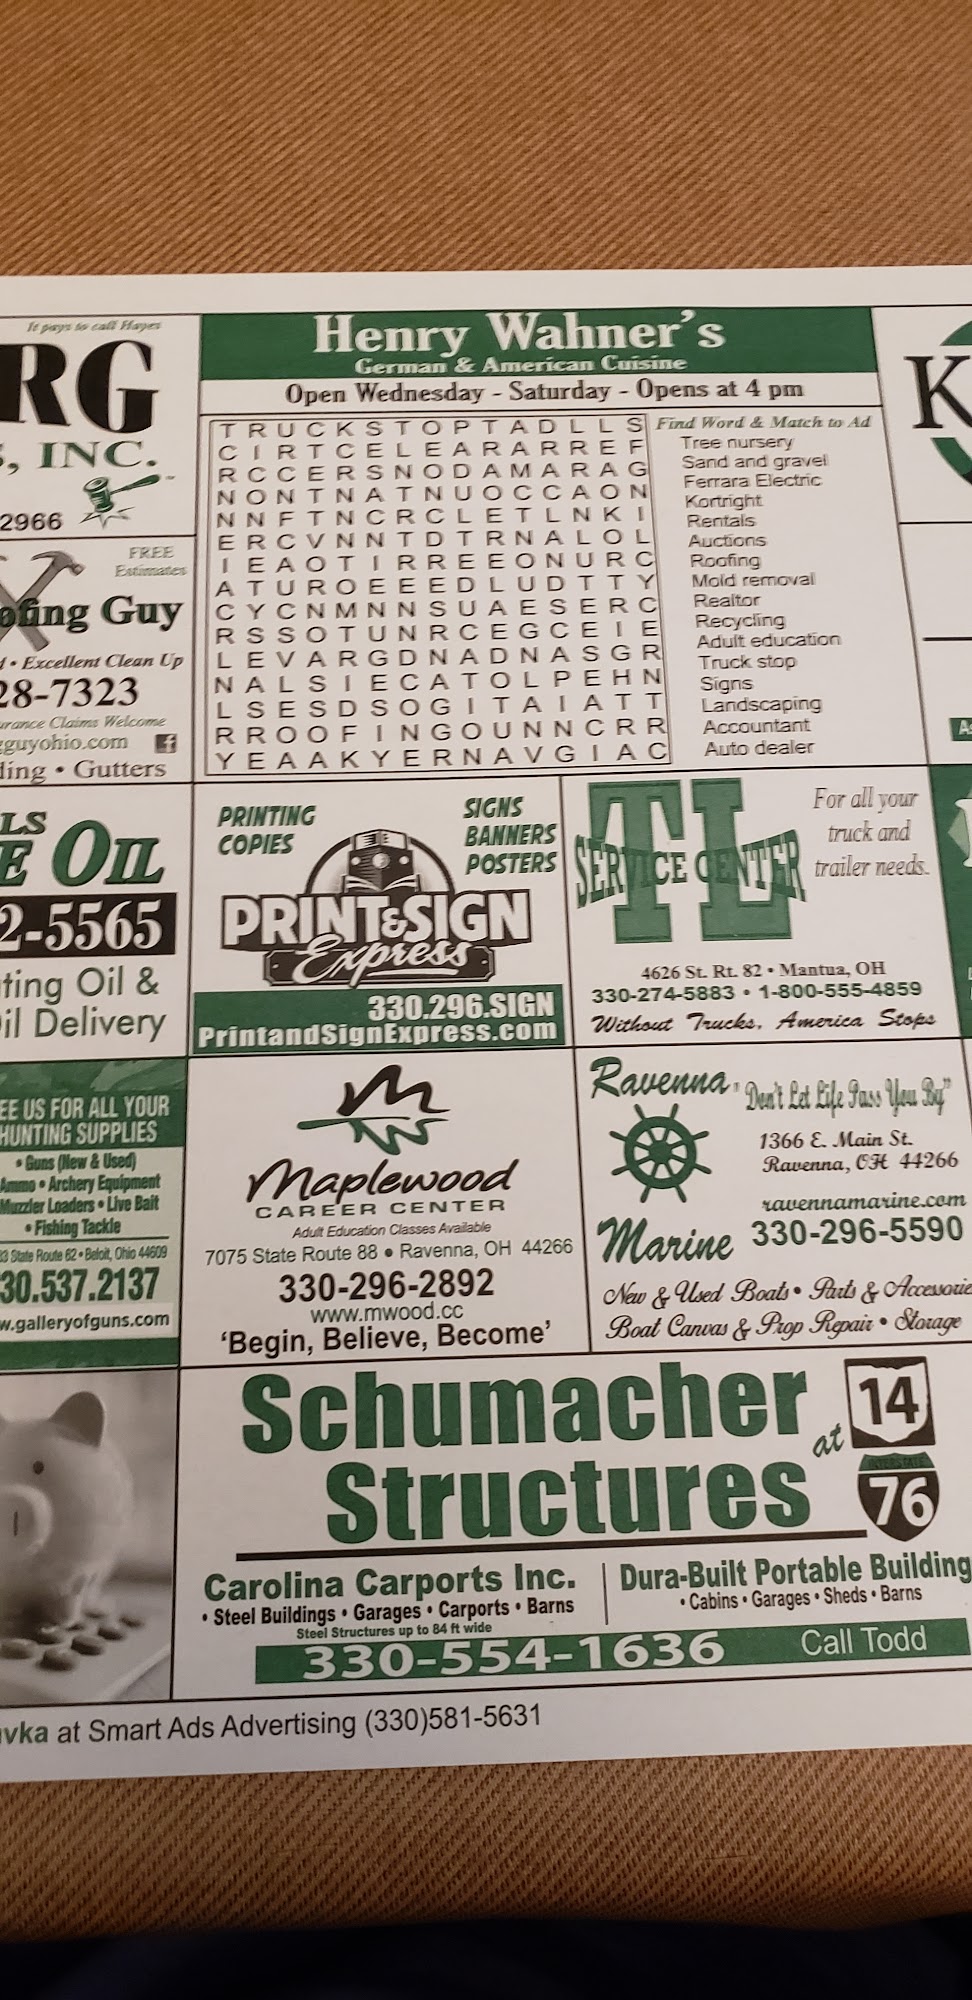 It pays to call Hayes
RG
S, INC.
2966
FREE
Estimates
ofing Guy
d • Excellent Clean Up
28-7323
urance Claims Welcome
gguyohio.com f
ding • Gutters
Henry Wahner's
German & American Cuisine
Open Wednesday - Saturday - Opens at 4 pm
T R U C K S T O P T A D L L S
C I R T C E L E A R A R R E F
R C C E R S N O D A M A R A G
N O N T N A T N U O C C A O N
N N F T N C R C L E T L N K I
E R C V N N T D T R N A L O L
I E A O T I R R E E O N U R C
A T U R O E E E D L U D T T Y
C Y C N M N N S U A E S E R C
R S S O T U N R C E G C E I E
L E V A R G D N A D N A S G R
N A L S I E C A T O L P E H N
L S E S D S O G I T A I A T T
R R O O F I N G O U N N C R R
Y E A A K Y E R N A V G I A C
Find Word & Match to Ad
Tree nursery
Sand and gravel
Ferrara Electric
Kortright
Rentals
Auctions
Roofing
Mold removal
Realtor
Recycling
Adult education
Truck stop
Signs
Landscaping
Accountant
Auto dealer
K
LS
E OIL
2-5565
ting Oil &
il Delivery
PRINTING
COPIES
SIGNS
BANNERS
POSTERS
PRINT&SIGN
Express
330.296.SIGN
PrintandSignExpress.com
TL
SERVICE CENTER
For all your
truck and
trailer needs.
4626 St. Rt. 82 • Mantua, OH
330-274-5883 • 1-800-555-4859
Without Trucks, America Stops
EE US FOR ALL YOUR
HUNTING SUPPLIES
• Guns (New & Used)
Ammo • Archery Equipment
Muzzler Loaders • Live Bait
• Fishing Tackle
3 State Route 62 • Beloit, Ohio 44609
30.537.2137
w.galleryofguns.com
M
Maplewood
CAREER CENTER
Adult Education Classes Available
7075 State Route 88 • Ravenna, OH 44266
330-296-2892
www.mwood.cc
'Begin, Believe, Become'
Ravenna
"Don't Let Life Pass You By"
1366 E. Main St.
Ravenna, OH 44266
ravennamarine.com
Marine 330-296-5590
New & Used Boats • Parts & Accessorie
Boat Canvas & Prop Repair • Storage
Schumacher
Structures
at
14
INTERSTATE
76
Carolina Carports Inc.
• Steel Buildings • Garages • Carports • Barns
Steel Structures up to 84 ft wide
Dura-Built Portable Building
• Cabins • Garages • Sheds • Barns
330-554-1636 Call Todd
vka at Smart Ads Advertising (330)581-5631